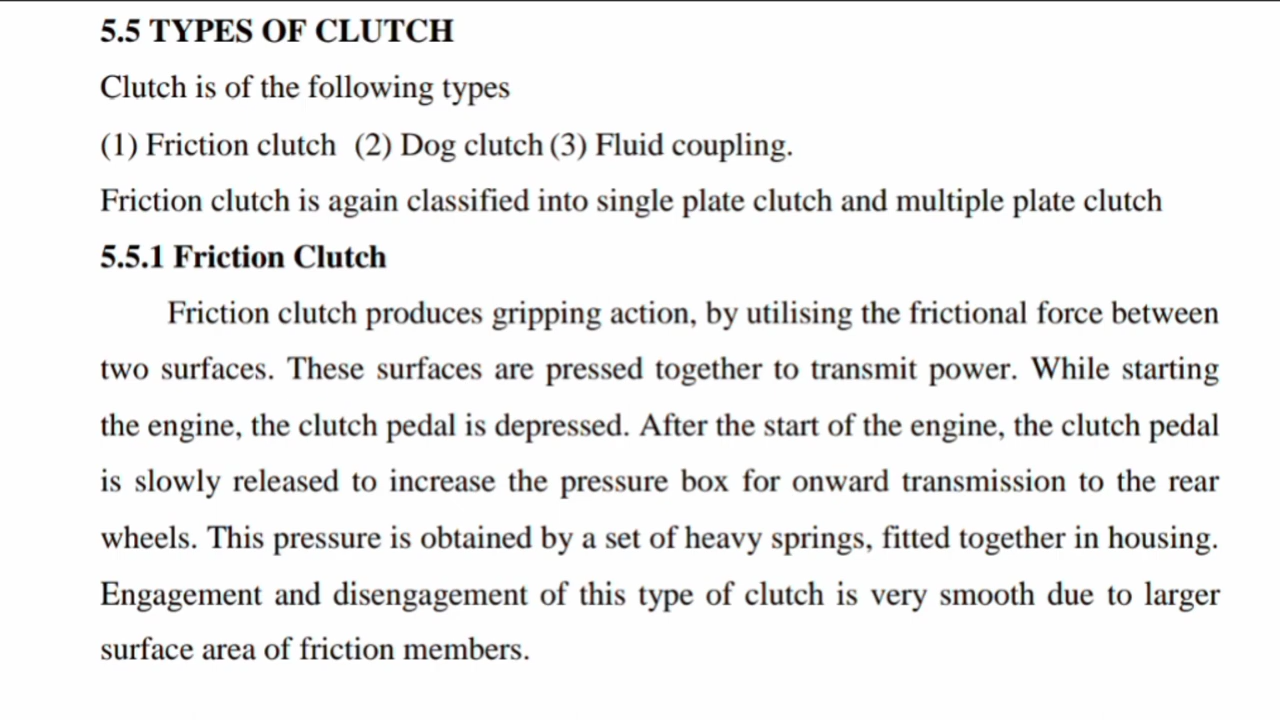 5.5 TYPES OF CLUTCH
Clutch is of the following types
(1) Friction clutch (2) Dog clutch (3) Fluid coupling.
Friction clutch is again classified into single plate clutch and multiple plate clutch
5.5.1 Friction Clutch
Friction clutch produces gripping action, by utilising the frictional force between
two surfaces. These surfaces are pressed together to transmit power. While starting
the engine, the clutch pedal is depressed. After the start of the engine, the clutch pedal
is slowly released to increase the pressure box for onward transmission to the rear
wheels. This pressure is obtained by a set of heavy springs, fitted together in housing.
Engagement and disengagement of this type of clutch is very smooth due to larger
surface area of friction members.